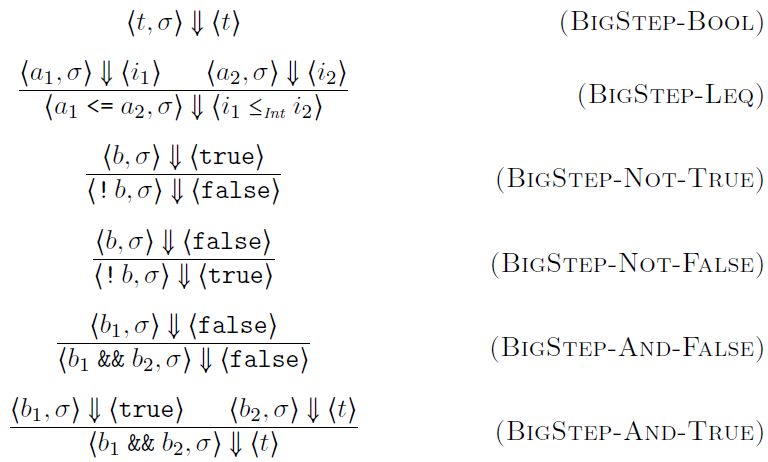 ⟨t, σ⟩ ⇓ ⟨t⟩ (BIGSTEP-BOOL)
⟨a₁, σ⟩ ⇓ ⟨i₁⟩ ⟨a₂, σ⟩ ⇓ ⟨i₂⟩
⟨a₁ <= a₂, σ⟩ ⇓ ⟨i₁ ≤Int i₂⟩ (BIGSTEP-LEQ)
⟨b, σ⟩ ⇓ ⟨true⟩
⟨! b, σ⟩ ⇓ ⟨false⟩ (BIGSTEP-NOT-TRUE)
⟨b, σ⟩ ⇓ ⟨false⟩
⟨! b, σ⟩ ⇓ ⟨true⟩ (BIGSTEP-NOT-FALSE)
⟨b₁, σ⟩ ⇓ ⟨false⟩
⟨b₁ && b₂, σ⟩ ⇓ ⟨false⟩ (BIGSTEP-AND-FALSE)
⟨b₁, σ⟩ ⇓ ⟨true⟩ ⟨b₂, σ⟩ ⇓ ⟨t⟩
⟨b₁ && b₂, σ⟩ ⇓ ⟨t⟩ (BIGSTEP-AND-TRUE)